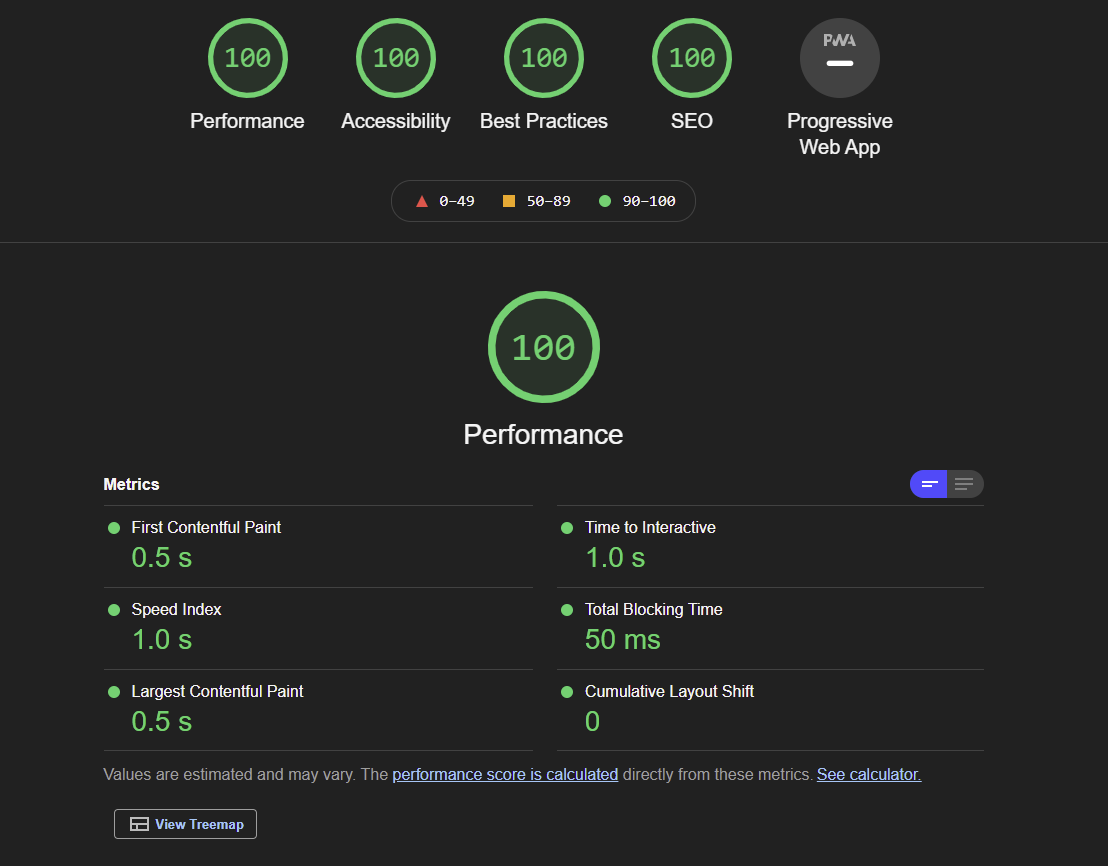 100 100 100 100 PWA
Performance Accessibility Best Practices SEO Progressive
Web App
0–49 50–89 90–100
100
Performance
Metrics
First Contentful Paint
0.5 s
Time to Interactive
1.0 s
Speed Index
1.0 s
Total Blocking Time
50 ms
Largest Contentful Paint
0.5 s
Cumulative Layout Shift
0
Values are estimated and may vary. The performance score is calculated directly from these metrics. See calculator.
View Treemap